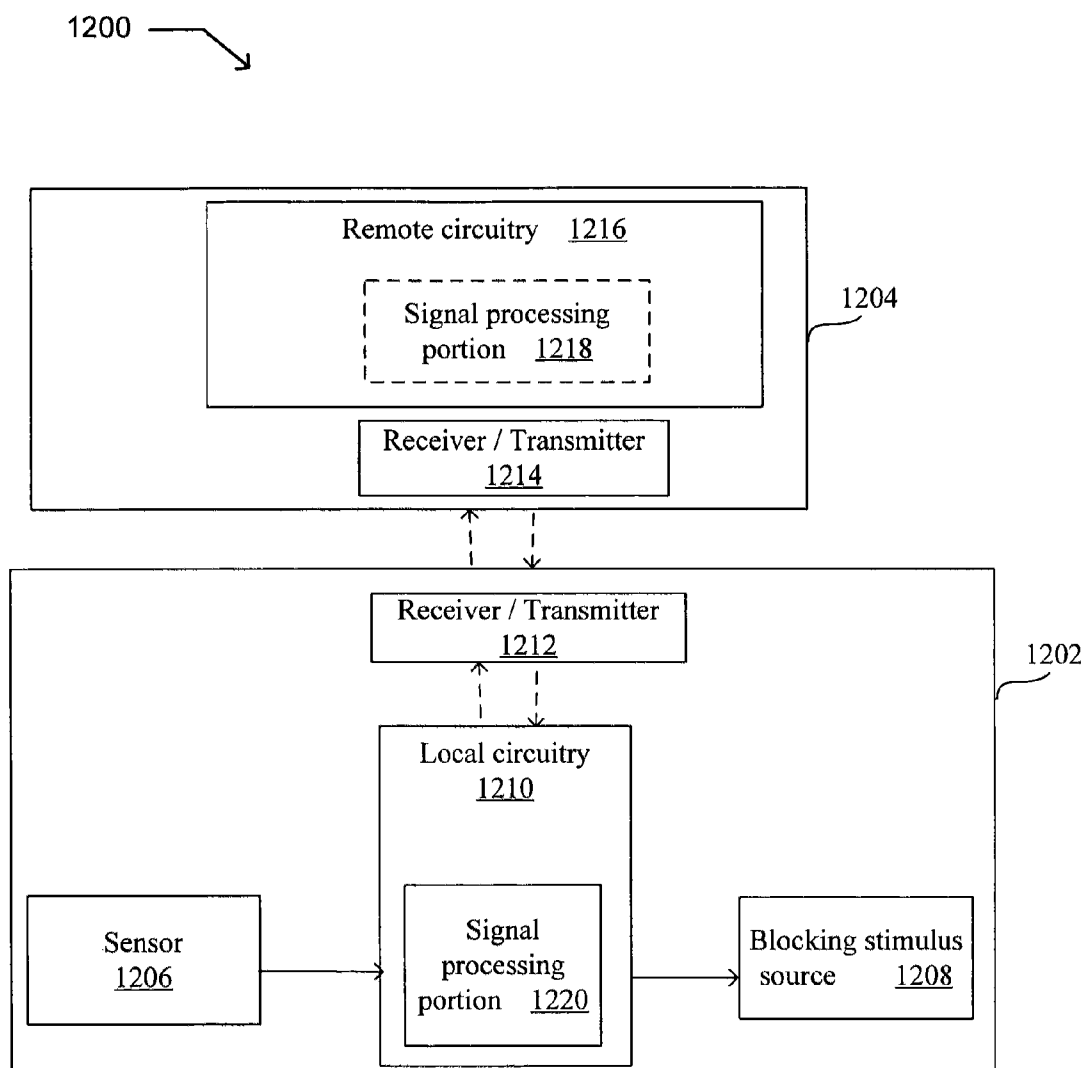 1200
Remote circuitry 1216
Signal processing
portion 1218
1204
Receiver / Transmitter
1214
Receiver / Transmitter
1212
1202
Local circuitry
1210
Sensor
1206
Signal
processing
portion 1220
Blocking stimulus
source 1208